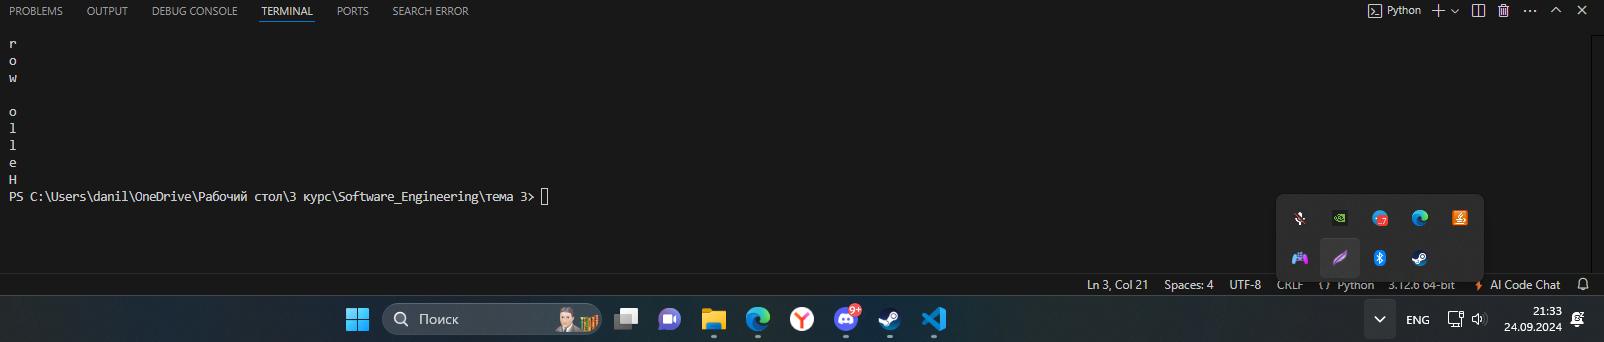 PROBLEMS OUTPUT DEBUG CONSOLE TERMINAL PORTS SEARCH ERROR Python
r
o
w
o
l
l
e
H
PS C:\Users\danil\OneDrive\Рабочий стол\3 курс\Software_Engineering\тема 3>
Ln 3, Col 21 Spaces: 4 UTF-8 CRLF Python 3.12.6 64-bit AI Code Chat
Поиск 9+ ENG 21:33
24.09.2024